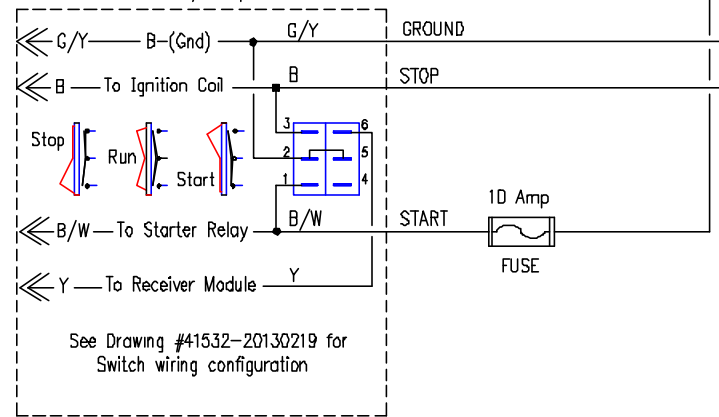 G/Y B-(Gnd) G/Y GROUND
B To Ignition Coil B STOP
3 6
Stop Run Start 2 5
1 4
10 Amp
B/W To Starter Relay B/W START
FUSE
Y To Receiver Module Y
See Drawing #41532-20130219 for
Switch wiring configuration